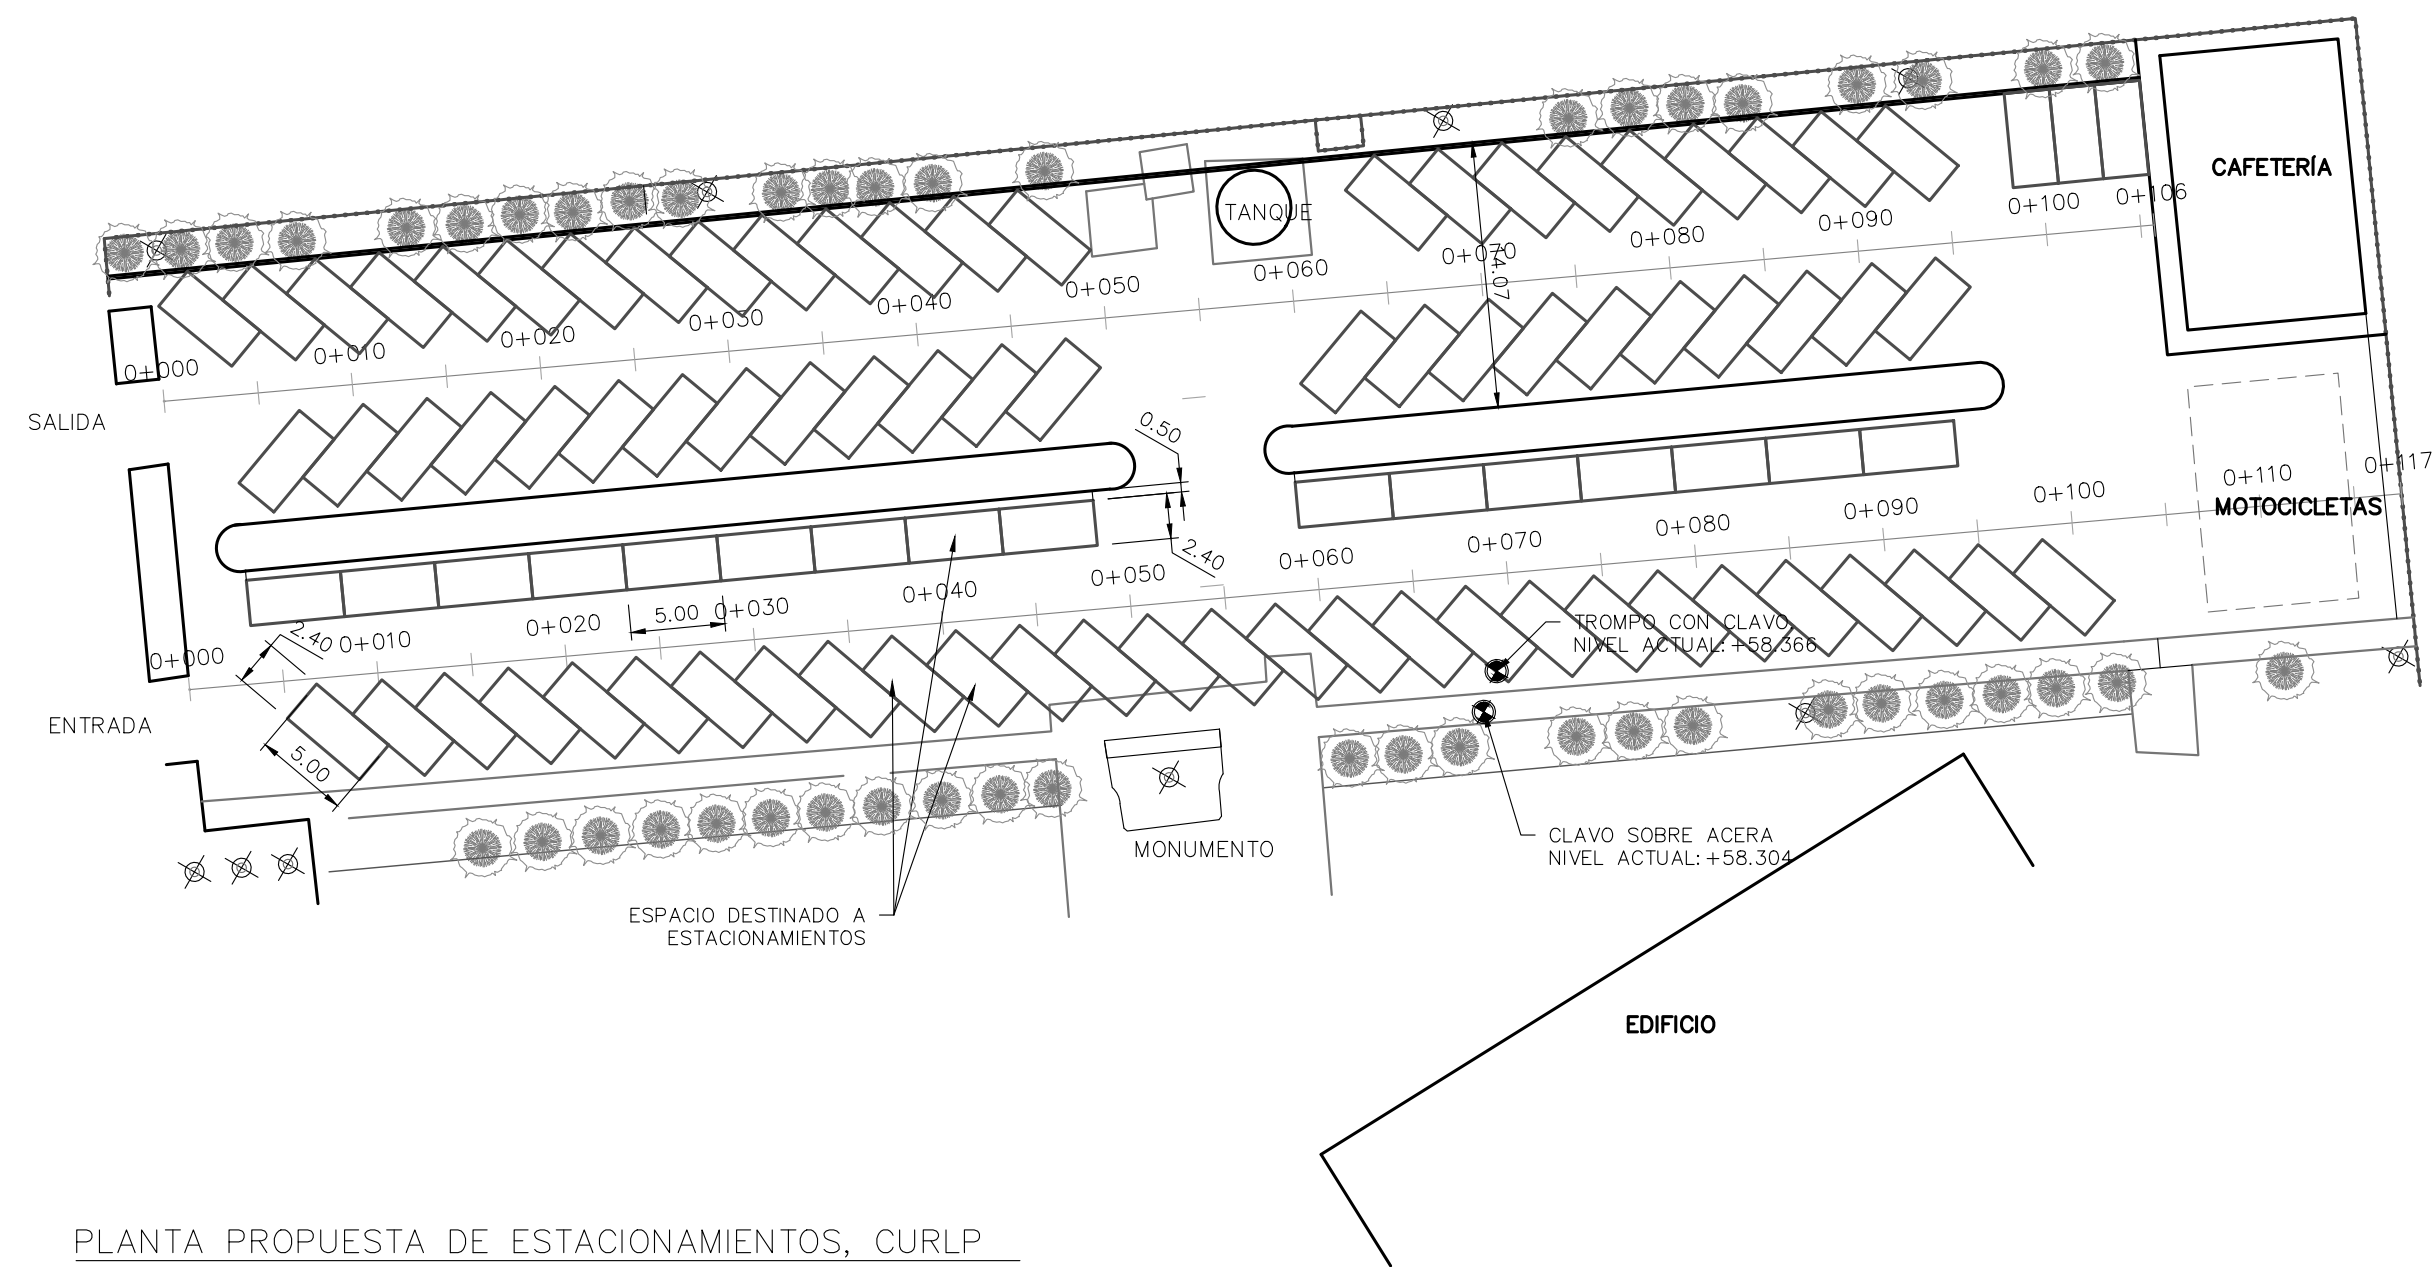 CAFETERÍA
TANQUE
0+000
0+010
0+020
0+030
0+040
0+050
0+060
0+070
0+080
0+090
0+100
0+106
14.07
SALIDA
0.50
2.40
0+000
0+010
0+020
0+030
0+040
0+050
0+060
0+070
0+080
0+090
0+100
0+110
0+117
MOTOCICLETAS
5.00
2.40
ENTRADA
5.00
TROMPO CON CLAVO
NIVEL ACTUAL: +58.366
MONUMENTO
CLAVO SOBRE ACERA
NIVEL ACTUAL: +58.304
ESPACIO DESTINADO A
ESTACIONAMIENTOS
EDIFICIO
PLANTA PROPUESTA DE ESTACIONAMIENTOS, CURLP